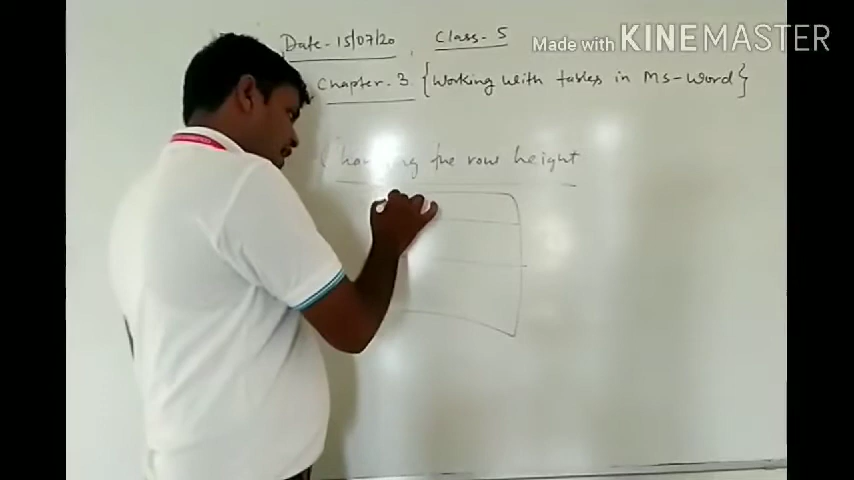 Date - 15/07/20, Class - 5
Made with KINEMASTER
Chapter - 3 {Working with tables in Ms-Word}
Changing the row height